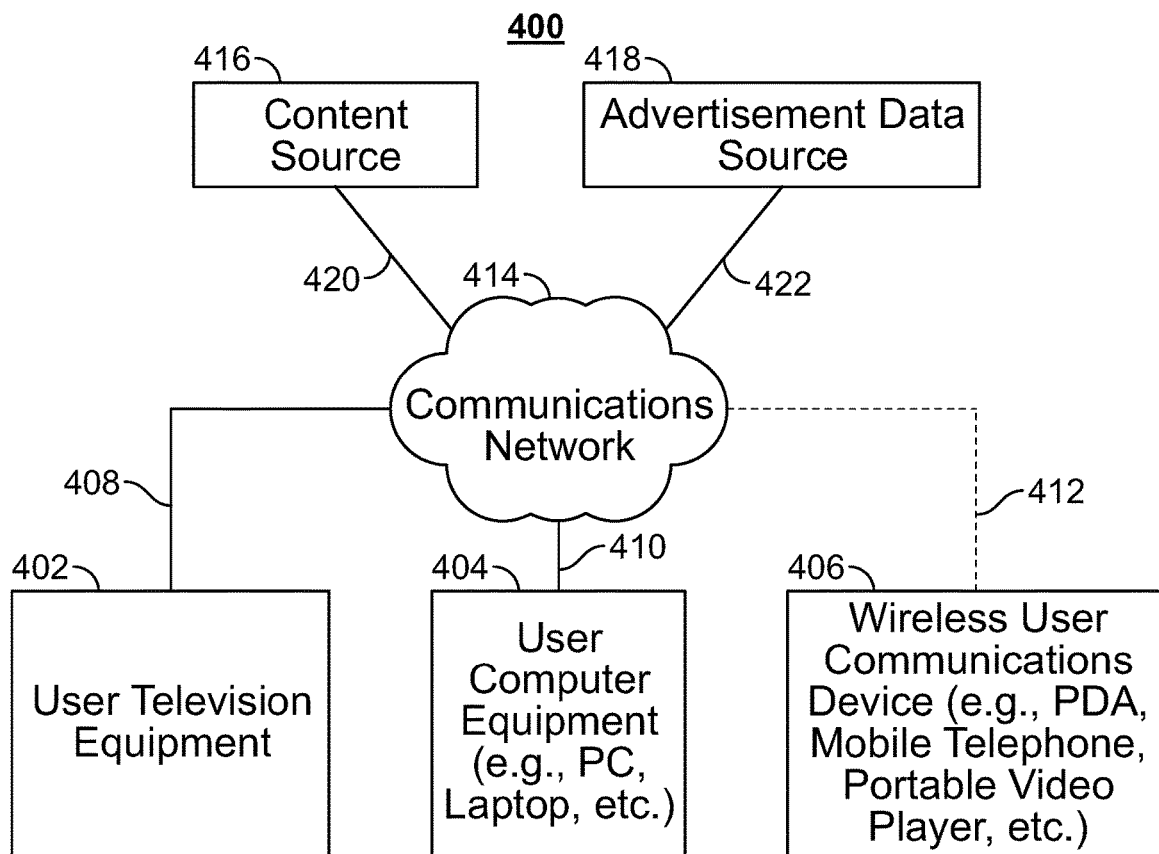 400
416
418
Content
Source
Advertisement Data
Source
420
414
422
Communications
Network
408
412
410
402
404
406
User Television
Equipment
User
Computer
Equipment
(e.g., PC,
Laptop, etc.)
Wireless User
Communications
Device (e.g., PDA,
Mobile Telephone,
Portable Video
Player, etc.)